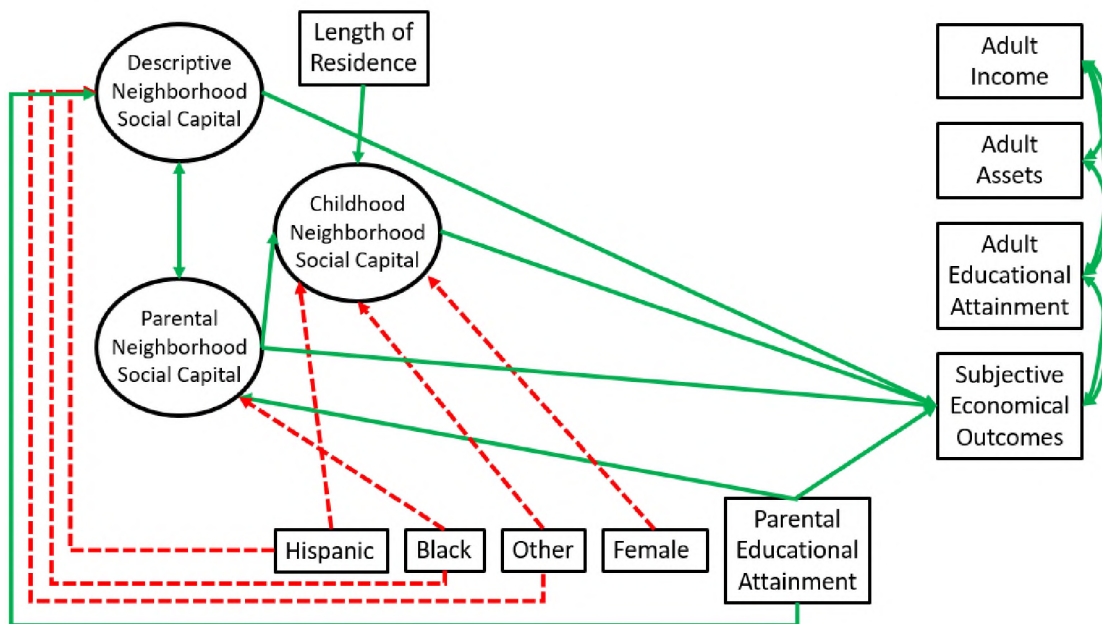 Descriptive
Neighborhood
Social Capital
Length of
Residence
Adult
Income
Adult
Assets
Childhood
Neighborhood
Social Capital
Adult
Educational
Attainment
Parental
Neighborhood
Social Capital
Subjective
Economical
Outcomes
Hispanic
Black
Other
Female
Parental
Educational
Attainment